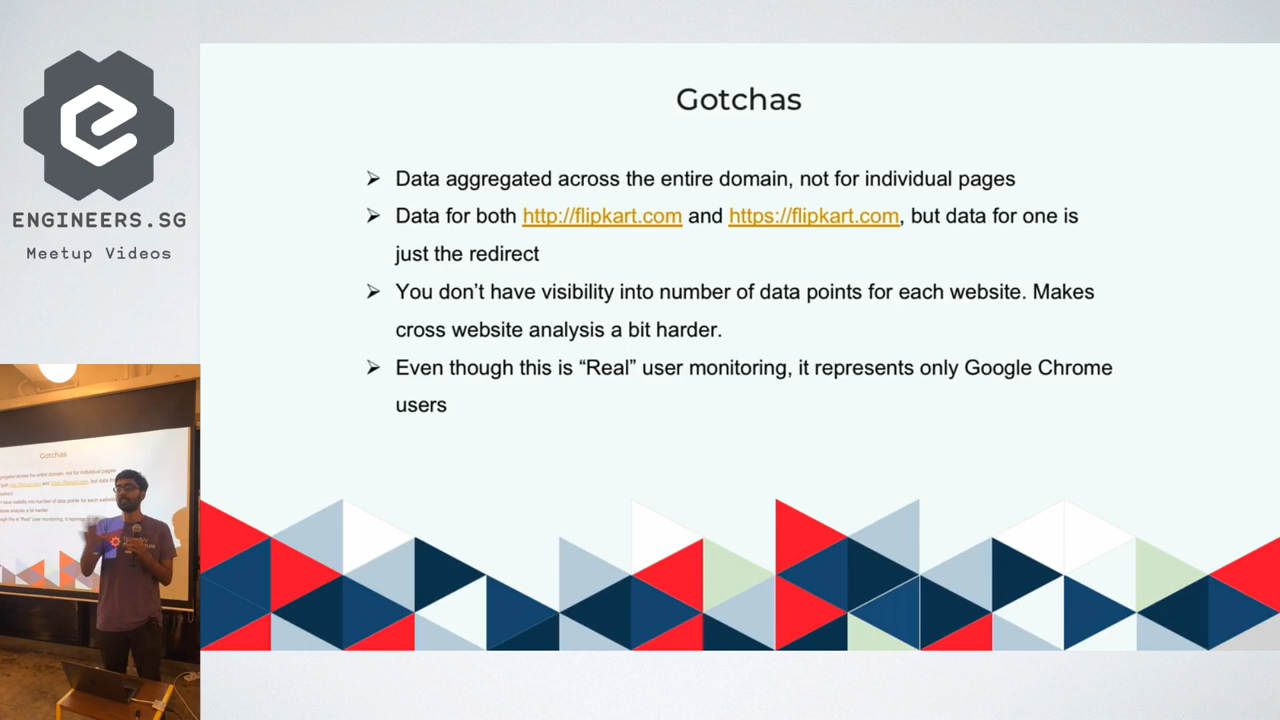 ENGINEERS.SG
Meetup Videos
Gotchas
➢ Data aggregated across the entire domain, not for individual pages
➢ Data for both http://flipkart.com and https://flipkart.com, but data for one is
just the redirect
➢ You don’t have visibility into number of data points for each website. Makes
cross website analysis a bit harder.
➢ Even though this is “Real” user monitoring, it represents only Google Chrome
users
Gotchas